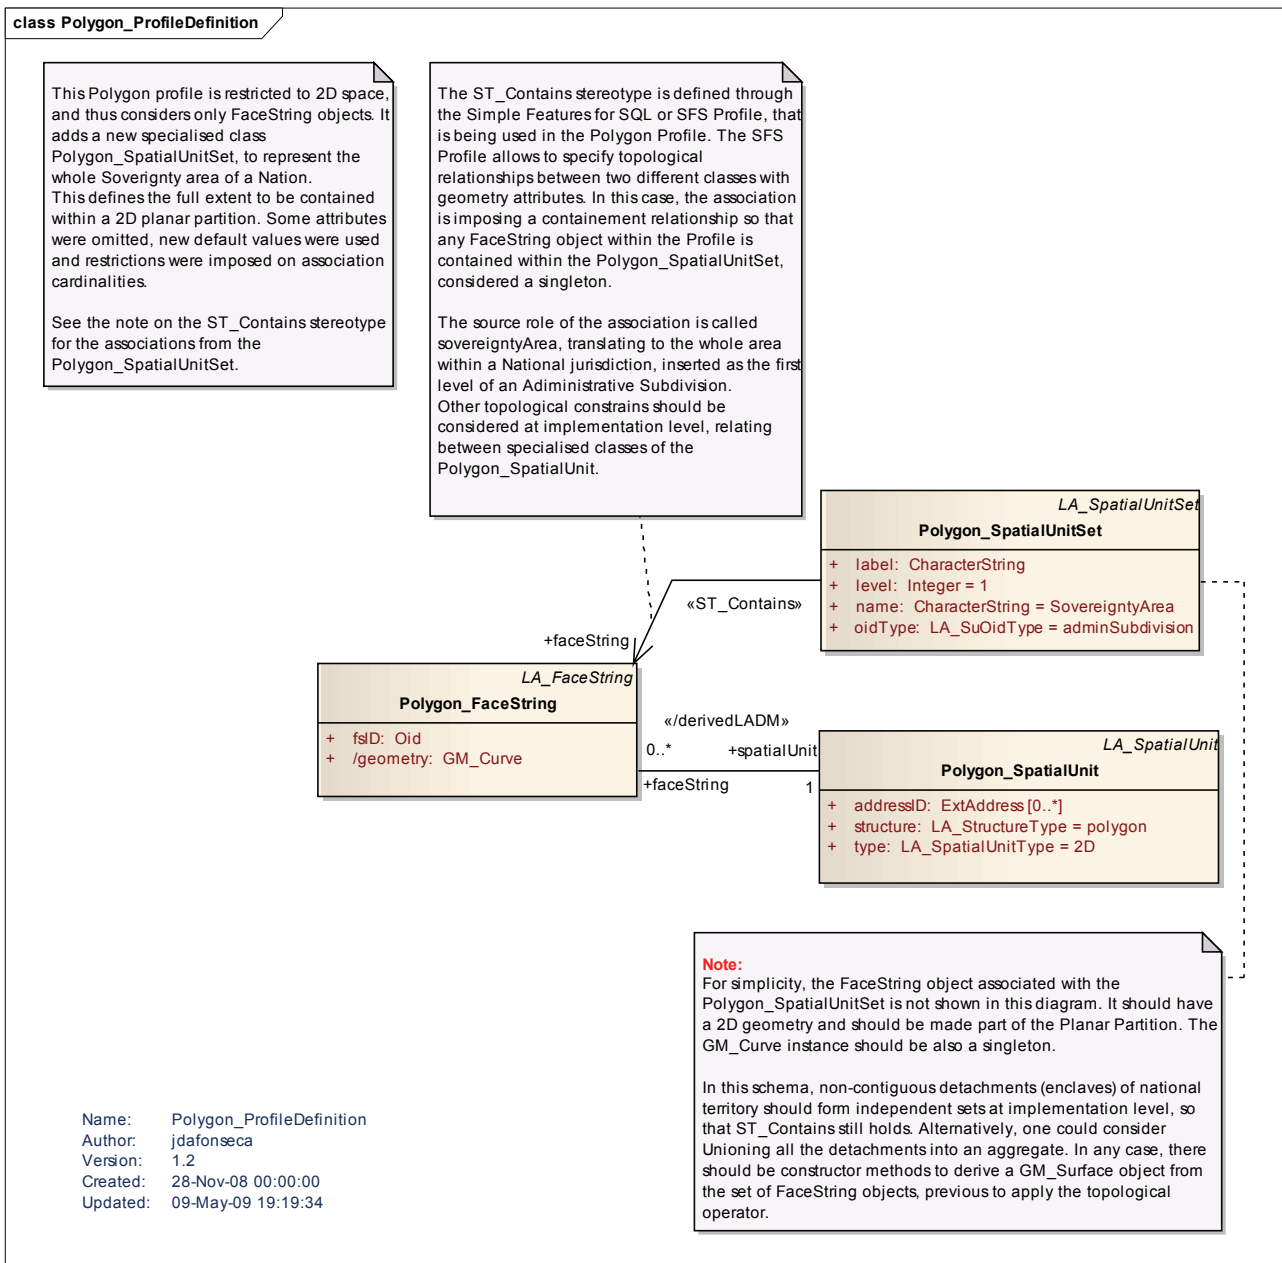 class Polygon_ProfileDefinition
This Polygon profile is restricted to 2D space,
and thus considers only FaceString objects. It
adds a new specialised class
Polygon_SpatialUnitSet, to represent the
whole Soverignty area of a Nation.
This defines the full extent to be contained
within a 2D planar partition. Some attributes
were omitted, new default values were used
and restrictions were imposed on association
cardinalities.
See the note on the ST_Contains stereotype
for the associations from the
Polygon_SpatialUnitSet.
The ST_Contains stereotype is defined through
the Simple Features for SQL or SFS Profile, that
is being used in the Polygon Profile. The SFS
Profile allows to specify topological
relationships between two different classes with
geometry attributes. In this case, the association
is imposing a containement relationship so that
any FaceString object within the Profile is
contained within the Polygon_SpatialUnitSet,
considered a singleton.
The source role of the association is called
sovereigntyArea, translating to the whole area
within a National jurisdiction, inserted as the first
level of an Adiministrative Subdivision.
Other topological constrains should be
considered at implementation level, relating
between specialised classes of the
Polygon_SpatialUnit.
LA_SpatialUnitSet
Polygon_SpatialUnitSet
+ label: CharacterString
+ level: Integer = 1
+ name: CharacterString = SovereigntyArea
+ oidType: LA_SuOidType = adminSubdivision
«ST_Contains»
+faceString
LA_FaceString
Polygon_FaceString
+ fsID: Oid
+ /geometry: GM_Curve
«/derivedLADM»
0..* +spatialUnit
+faceString 1
LA_SpatialUnit
Polygon_SpatialUnit
+ addressID: ExtAddress [0..*]
+ structure: LA_StructureType = polygon
+ type: LA_SpatialUnitType = 2D
Note:
For simplicity, the FaceString object associated with the
Polygon_SpatialUnitSet is not shown in this diagram. It should have
a 2D geometry and should be made part of the Planar Partition. The
GM_Curve instance should be also a singleton.
In this schema, non-contiguous detachments (enclaves) of national
territory should form independent sets at implementation level, so
that ST_Contains still holds. Alternatively, one could consider
Unioning all the detachments into an aggregate. In any case, there
should be constructor methods to derive a GM_Surface object from
the set of FaceString objects, previous to apply the topological
operator.
Name: Polygon_ProfileDefinition
Author: jdafonseca
Version: 1.2
Created: 28-Nov-08 00:00:00
Updated: 09-May-09 19:19:34